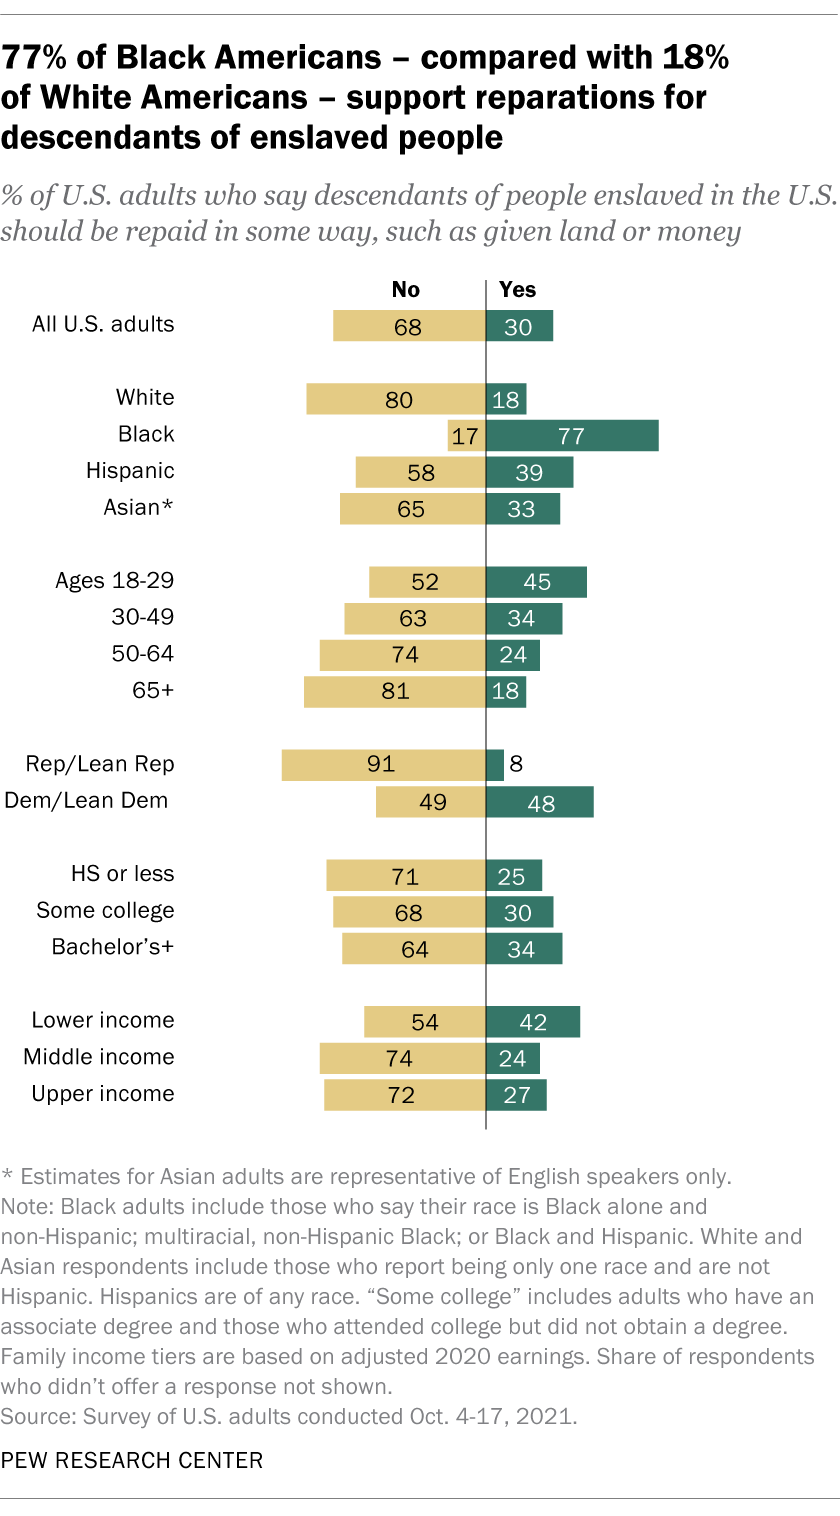 77% of Black Americans – compared with 18%
of White Americans – support reparations for
descendants of enslaved people
% of U.S. adults who say descendants of people enslaved in the U.S.
should be repaid in some way, such as given land or money
No Yes
All U.S. adults 68 30
White 80 18
Black 17 77
Hispanic 58 39
Asian* 65 33
Ages 18-29 52 45
30-49 63 34
50-64 74 24
65+ 81 18
Rep/Lean Rep 91 8
Dem/Lean Dem 49 48
HS or less 71 25
Some college 68 30
Bachelor’s+ 64 34
Lower income 54 42
Middle income 74 24
Upper income 72 27
* Estimates for Asian adults are representative of English speakers only.
Note: Black adults include those who say their race is Black alone and
non-Hispanic; multiracial, non-Hispanic Black; or Black and Hispanic. White and
Asian respondents include those who report being only one race and are not
Hispanic. Hispanics are of any race. “Some college” includes adults who have an
associate degree and those who attended college but did not obtain a degree.
Family income tiers are based on adjusted 2020 earnings. Share of respondents
who didn’t offer a response not shown.
Source: Survey of U.S. adults conducted Oct. 4-17, 2021.
PEW RESEARCH CENTER